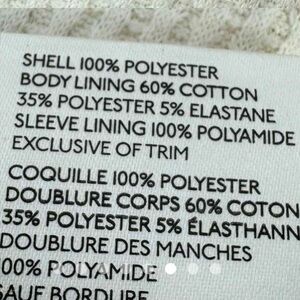 SHELL 100% POLYESTER
BODY LINING 60% COTTON
35% POLYESTER 5% ELASTANE
SLEEVE LINING 100% POLYAMIDE
EXCLUSIVE OF TRIM
COQUILLE 100% POLYESTER
DOUBLURE CORPS 60% COTON
35% POLYESTER 5% ÉLASTHANN
DOUBLURE DES MANCHES
100% POLYAMIDE
SAUF BORDURE